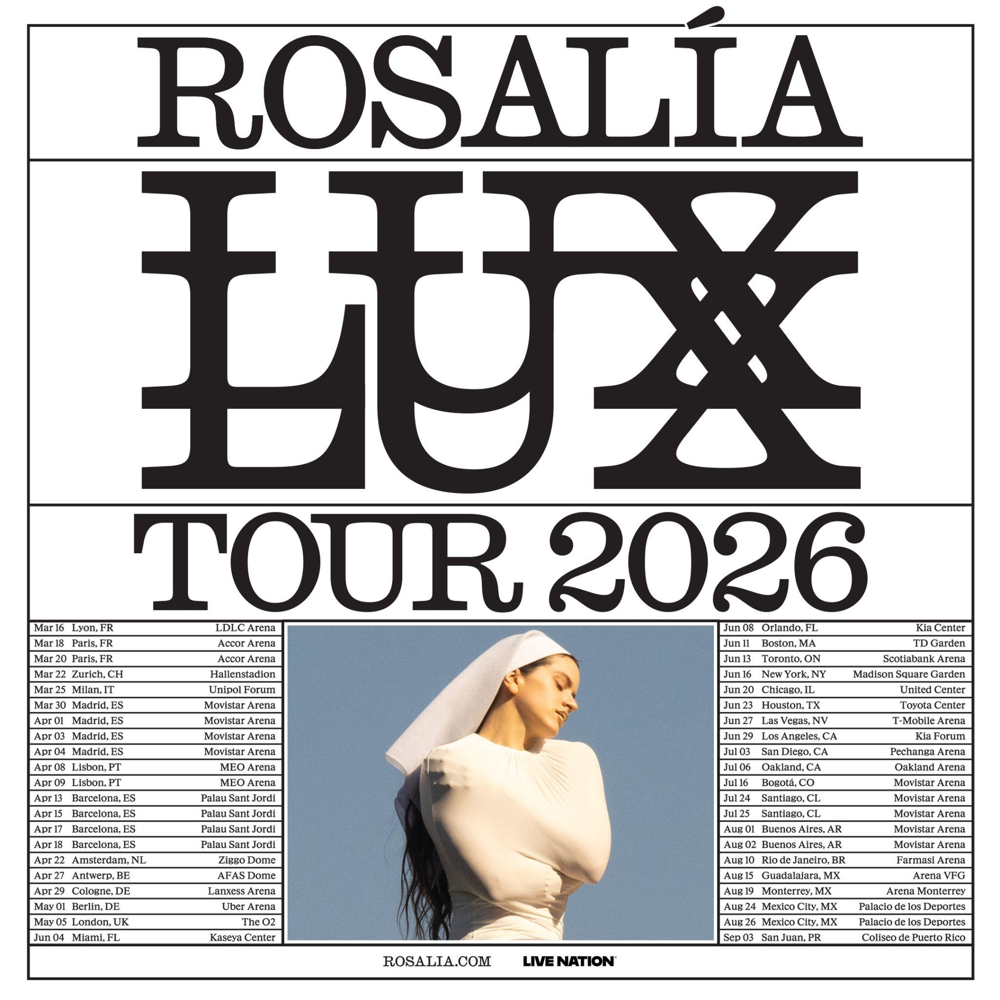 ROSALÍA
LUX
TOUR 2026
Mar 16 Lyon, FR LDLC Arena
Mar 18 Paris, FR Accor Arena
Mar 20 Paris, FR Accor Arena
Mar 22 Zurich, CH Hallenstadion
Mar 25 Milan, IT Unipol Forum
Mar 30 Madrid, ES Movistar Arena
Apr 01 Madrid, ES Movistar Arena
Apr 03 Madrid, ES Movistar Arena
Apr 04 Madrid, ES Movistar Arena
Apr 08 Lisbon, PT MEO Arena
Apr 09 Lisbon, PT MEO Arena
Apr 13 Barcelona, ES Palau Sant Jordi
Apr 15 Barcelona, ES Palau Sant Jordi
Apr 17 Barcelona, ES Palau Sant Jordi
Apr 18 Barcelona, ES Palau Sant Jordi
Apr 22 Amsterdam, NL Ziggo Dome
Apr 27 Antwerp, BE AFAS Dome
Apr 29 Cologne, DE Lanxess Arena
May 01 Berlin, DE Uber Arena
May 05 London, UK The O2
Jun 04 Miami, FL Kaseya Center
Jun 08 Orlando, FL Kia Center
Jun 11 Boston, MA TD Garden
Jun 13 Toronto, ON Scotiabank Arena
Jun 16 New York, NY Madison Square Garden
Jun 20 Chicago, IL United Center
Jun 23 Houston, TX Toyota Center
Jun 27 Las Vegas, NV T-Mobile Arena
Jun 29 Los Angeles, CA Kia Forum
Jul 03 San Diego, CA Pechanga Arena
Jul 06 Oakland, CA Oakland Arena
Jul 16 Bogotá, CO Movistar Arena
Jul 24 Santiago, CL Movistar Arena
Jul 25 Santiago, CL Movistar Arena
Aug 01 Buenos Aires, AR Movistar Arena
Aug 02 Buenos Aires, AR Movistar Arena
Aug 10 Rio de Janeiro, BR Farmasi Arena
Aug 15 Guadalajara, MX Arena VFG
Aug 19 Monterrey, MX Arena Monterrey
Aug 24 Mexico City, MX Palacio de los Deportes
Aug 26 Mexico City, MX Palacio de los Deportes
Sep 03 San Juan, PR Coliseo de Puerto Rico
ROSALIA.COM LIVE NATION